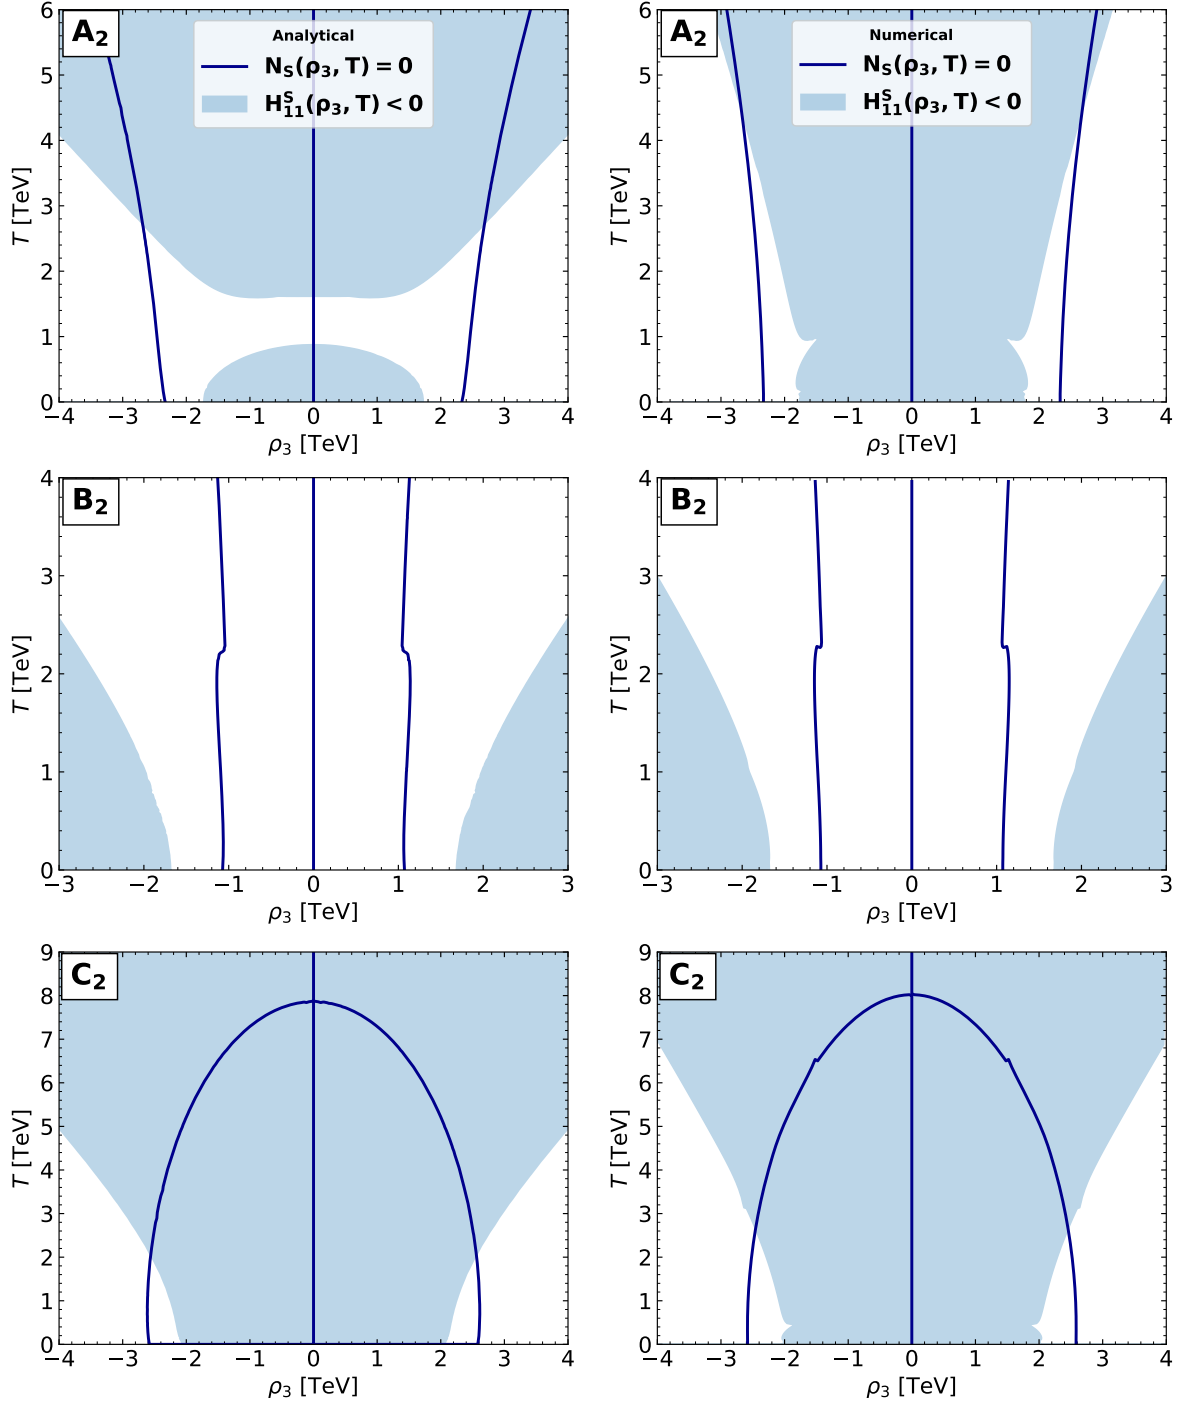 A₂
Analytical
N_S(ρ₃, T) = 0
H^S_11(ρ₃, T) < 0
6
5
4
3
2
1
0
T [TeV]
−4 −3 −2 −1 0 1 2 3 4
ρ₃ [TeV]
A₂
Numerical
N_S(ρ₃, T) = 0
H^S_11(ρ₃, T) < 0
6
5
4
3
2
1
0
T [TeV]
−4 −3 −2 −1 0 1 2 3 4
ρ₃ [TeV]
B₂
4
3
2
1
0
T [TeV]
−3 −2 −1 0 1 2 3
ρ₃ [TeV]
B₂
4
3
2
1
0
T [TeV]
−3 −2 −1 0 1 2 3
ρ₃ [TeV]
C₂
9
8
7
6
5
4
3
2
1
0
T [TeV]
−4 −3 −2 −1 0 1 2 3 4
ρ₃ [TeV]
C₂
9
8
7
6
5
4
3
2
1
0
T [TeV]
−4 −3 −2 −1 0 1 2 3 4
ρ₃ [TeV]